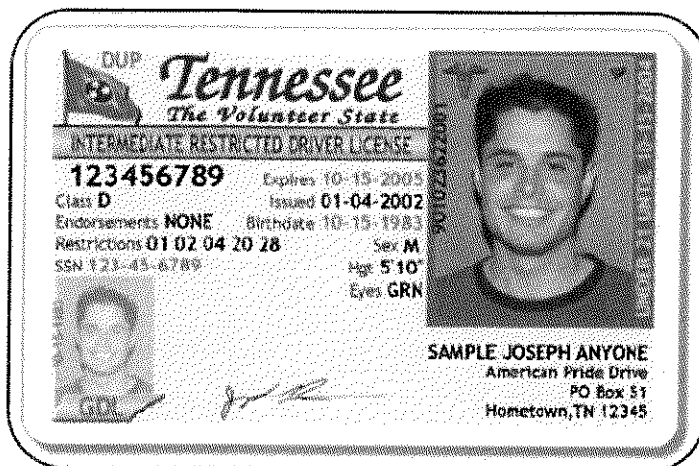 DUP
Tennessee
The Volunteer State
INTERMEDIATE RESTRICTED DRIVER LICENSE
123456789 Expires 10-15-2005
Class D Issued 01-04-2002
Endorsements NONE Birthdate 10-15-1983
Restrictions 01 02 04 20 28 Sex M
SSN 123-45-6789 Hgt 5'10"
Eyes GRN
9010236720001
GDL
SAMPLE JOSEPH ANYONE
American Pride Drive
PO Box 51
Hometown, TN 12345